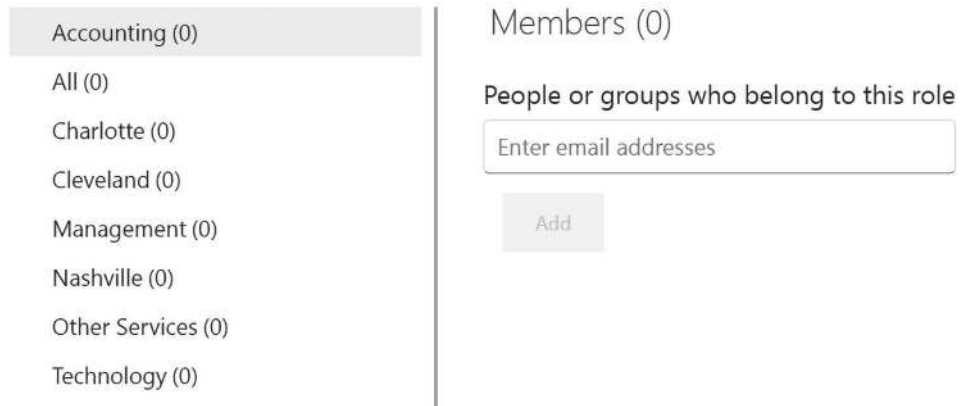 Accounting (0)
All (0)
Charlotte (0)
Cleveland (0)
Management (0)
Nashville (0)
Other Services (0)
Technology (0)
Members (0)
People or groups who belong to this role
Enter email addresses
Add